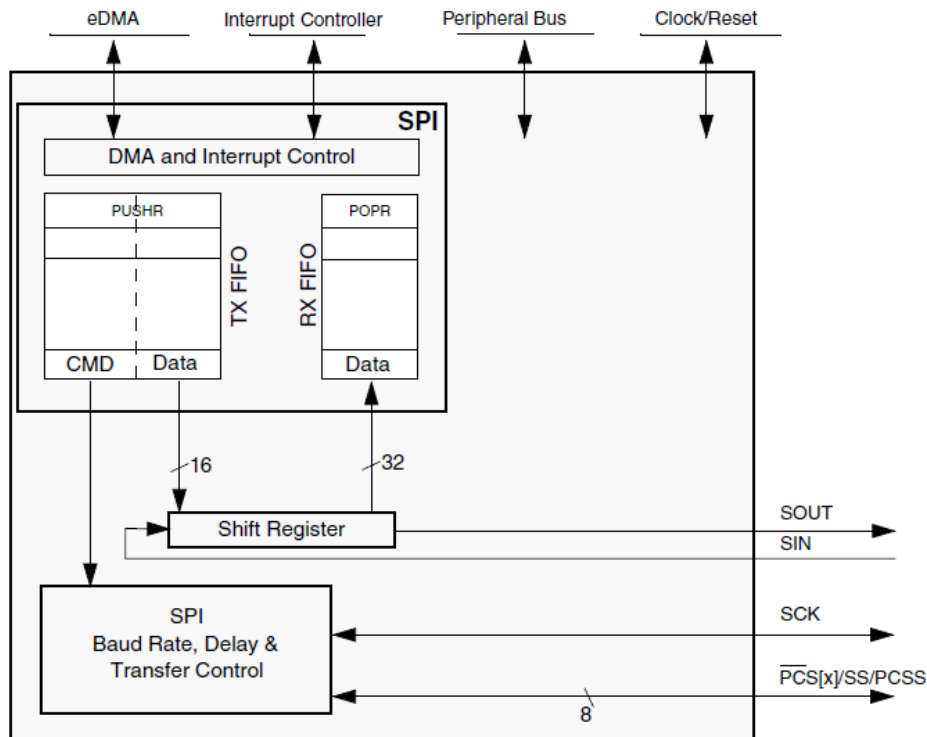 eDMA
Interrupt Controller
Peripheral Bus
Clock/Reset
SPI
DMA and Interrupt Control
PUSHR
POPR
TX FIFO
RX FIFO
CMD
Data
Data
16
32
Shift Register
SOUT
SIN
SPI
Baud Rate, Delay &
Transfer Control
SCK
PCS[x]/SS/PCSS
8